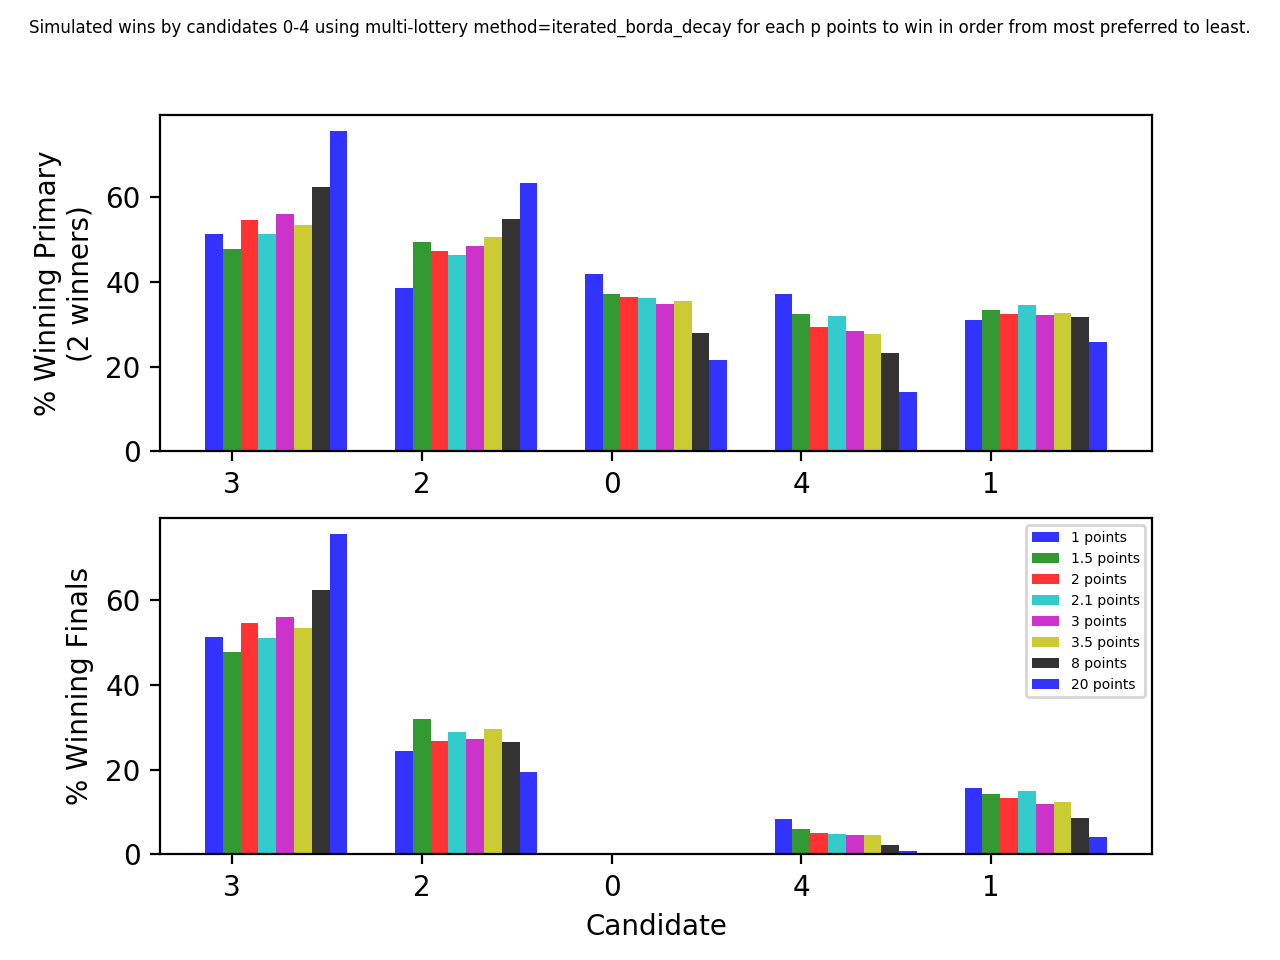 Simulated wins by candidates 0-4 using multi-lottery method=iterated_borda_decay for each p points to win in order from most preferred to least.
% Winning Primary
(2 winners)
60
40
20
0
3 2 0 4 1
% Winning Finals
60
40
20
0
1 points
1.5 points
2 points
2.1 points
3 points
3.5 points
8 points
20 points
3 2 0 4 1
Candidate